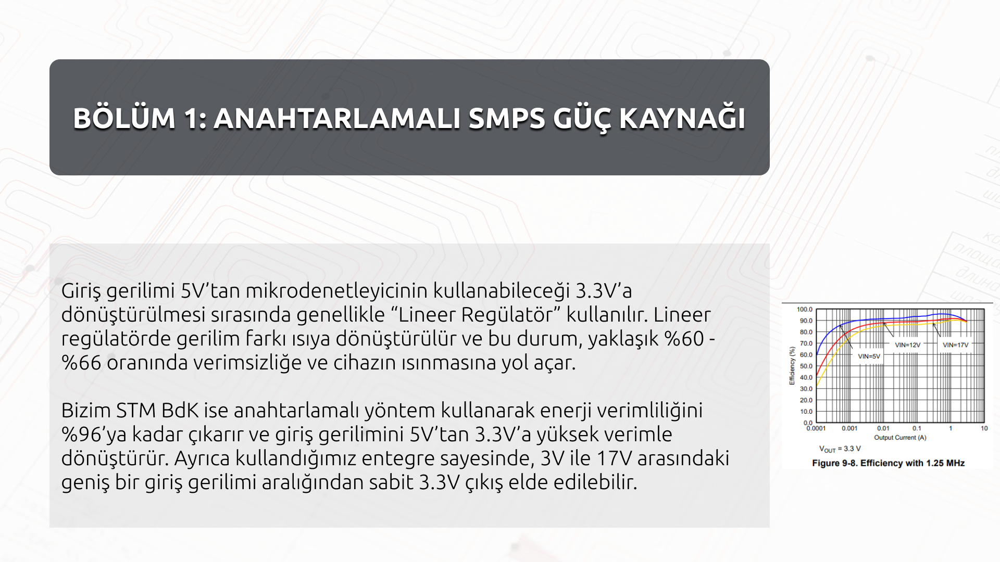 BÖLÜM 1: ANAHTARLAMALI SMPS GÜÇ KAYNAĞI
Giriş gerilimi 5V’tan mikrodenetleyicinin kullanabileceği 3.3V’a
dönüştürülmesi sırasında genellikle “Lineer Regülatör” kullanılır. Lineer
regülatörde gerilim farkı ısıya dönüştürülür ve bu durum, yaklaşık %60 -
%66 oranında verimsizliğe ve cihazın ısınmasına yol açar.
Bizim STM BdK ise anahtarlamalı yöntem kullanarak enerji verimliliğini
%96’ya kadar çıkarır ve giriş gerilimini 5V’tan 3.3V’a yüksek verimle
dönüştürür. Ayrıca kullandığımız entegre sayesinde, 3V ile 17V arasındaki
geniş bir giriş gerilimi aralığından sabit 3.3V çıkış elde edilebilir.
Efficiency (%)
100.0
90.0
80.0
70.0
60.0
50.0
40.0
30.0
20.0
10.0
0.0
VIN=12V
VIN=17V
VIN=5V
0.0001 0.001 0.01 0.1 1 10
Output Current (A)
VOUT = 3.3 V
Figure 9-8. Efficiency with 1.25 MHz